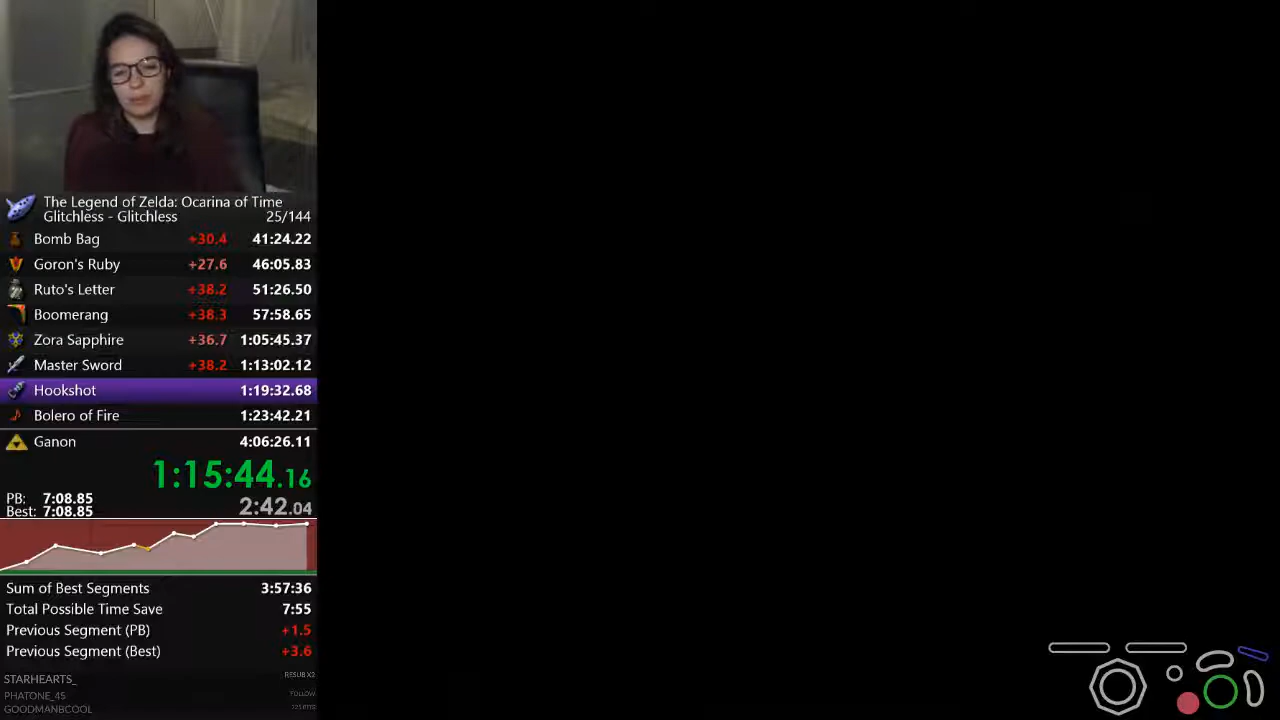 The Legend of Zelda: Ocarina of Time
Glitchless - Glitchless 25/144
Bomb Bag +30.4 41:24.22
Goron's Ruby +27.6 46:05.83
Ruto's Letter +38.2 51:26.50
Boomerang +38.3 57:58.65
Zora Sapphire +36.7 1:05:45.37
Master Sword +38.2 1:13:02.12
Hookshot 1:19:32.68
Bolero of Fire 1:23:42.21
Ganon 4:06:26.11
1:15:44.16
PB: 7:08.85
Best: 7:08.85 2:42.04
Sum of Best Segments 3:57:36
Total Possible Time Save 7:55
Previous Segment (PB) +1.5
Previous Segment (Best) +3.6
STARHEARTS_ RESUB X2
PHATONE_45 FOLLOW
GOODMANBCOOL